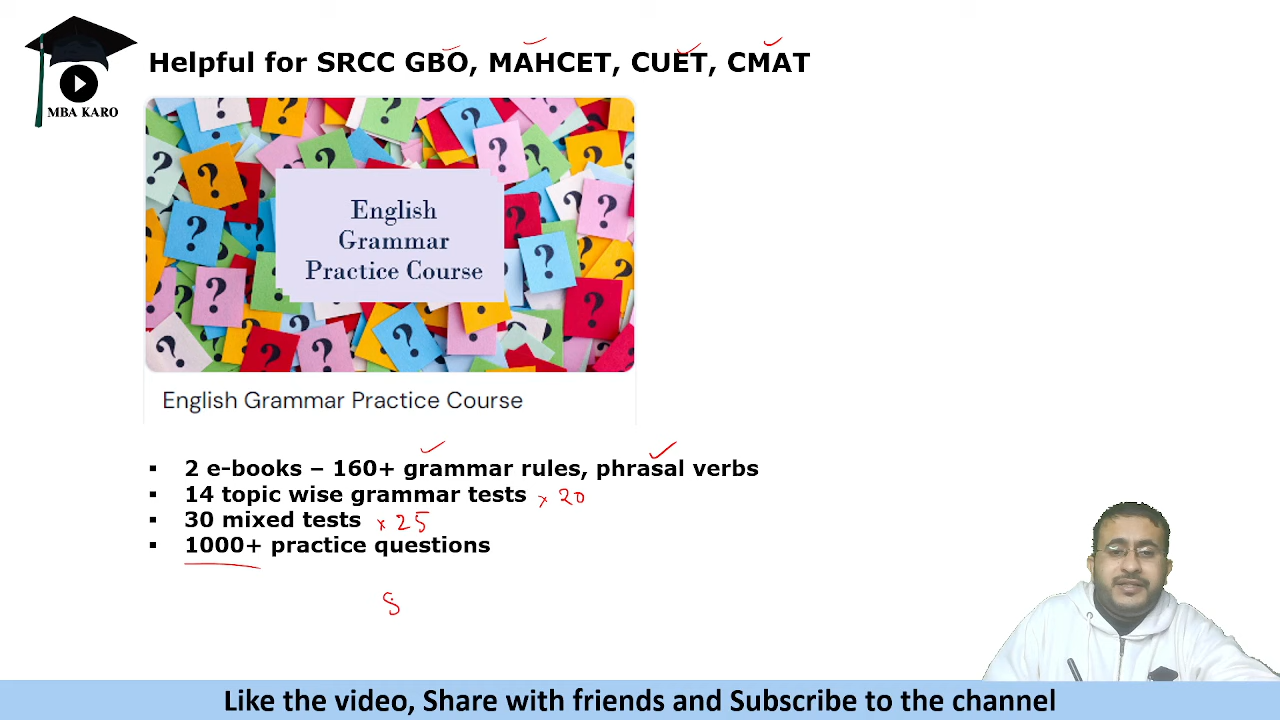 Helpful for SRCC GBO, MAHCET, CUET, CMAT
MBA KARO
English
Grammar
Practice Course
English Grammar Practice Course
▪ 2 e-books – 160+ grammar rules, phrasal verbs
▪ 14 topic wise grammar tests × 20
▪ 30 mixed tests × 25
▪ 1000+ practice questions
Like the video, Share with friends and Subscribe to the channel